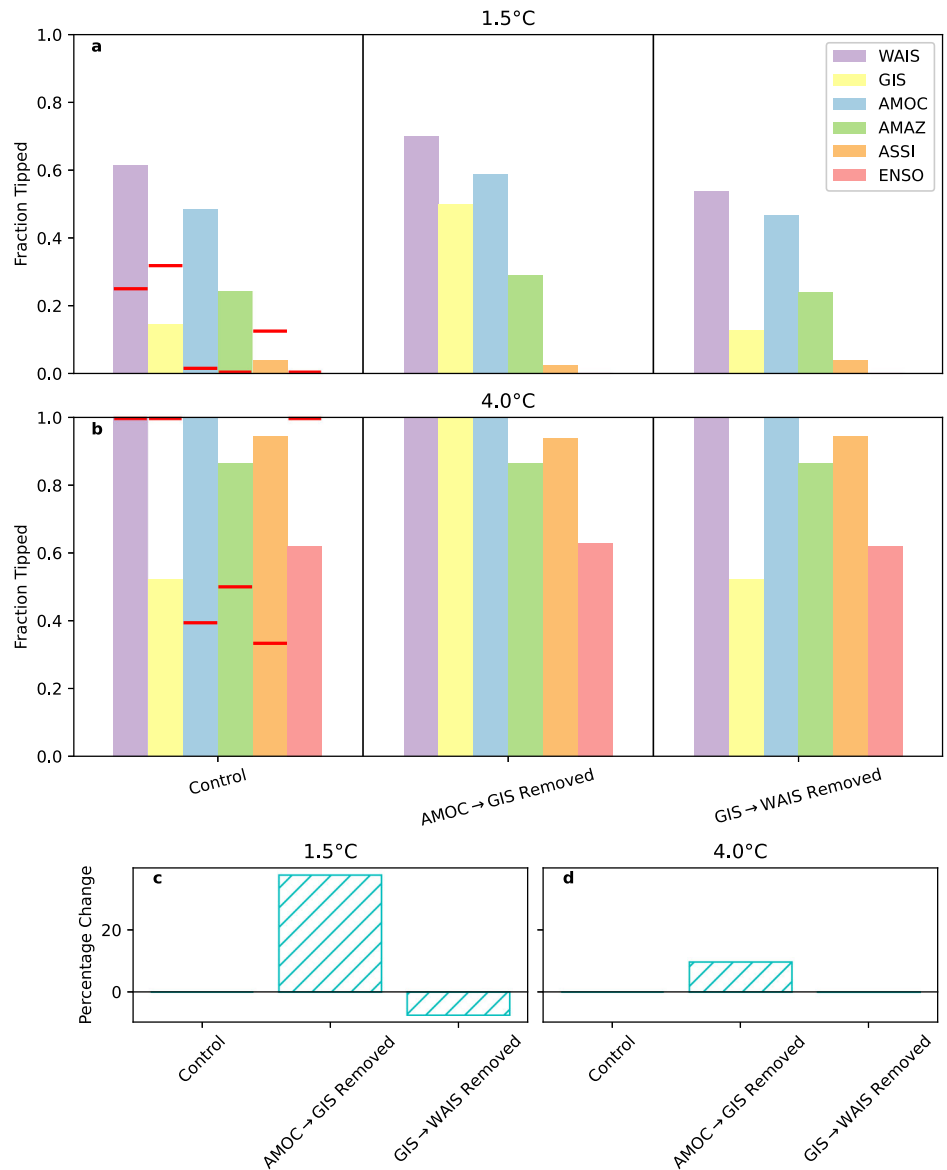 1.5°C
a
1.0
0.8
0.6
0.4
0.2
0.0
Fraction Tipped
WAIS
GIS
AMOC
AMAZ
ASSI
ENSO
4.0°C
b
1.0
0.8
0.6
0.4
0.2
0.0
Fraction Tipped
Control
AMOC→GIS Removed
GIS→WAIS Removed
1.5°C
c
20
0
Percentage Change
Control
AMOC→GIS Removed
GIS→WAIS Removed
4.0°C
d
Control
AMOC→GIS Removed
GIS→WAIS Removed